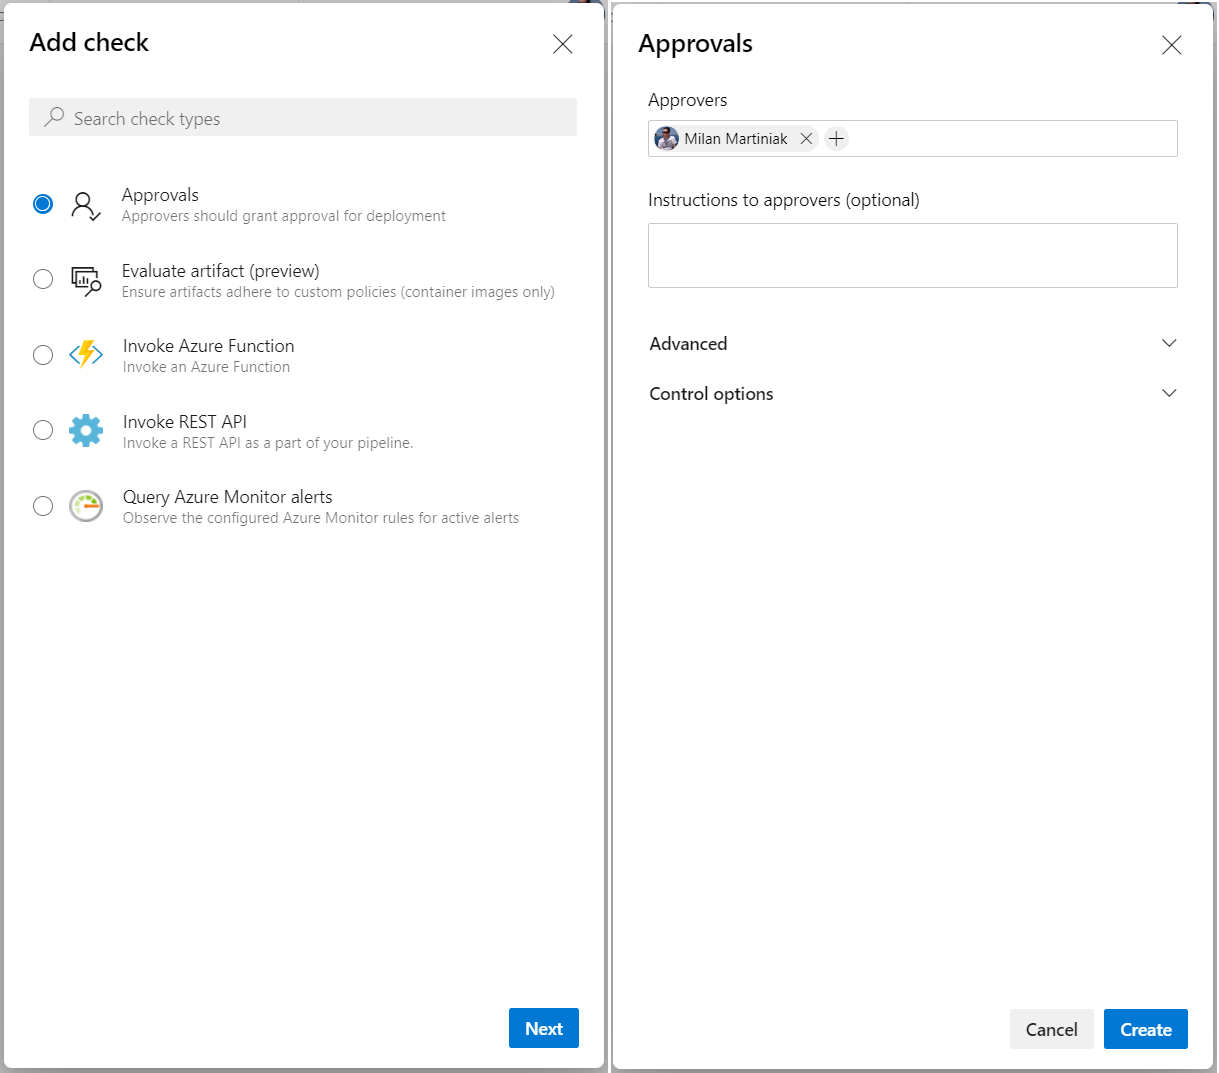 Add check
Search check types
Approvals
Approvers should grant approval for deployment
Evaluate artifact (preview)
Ensure artifacts adhere to custom policies (container images only)
Invoke Azure Function
Invoke an Azure Function
Invoke REST API
Invoke a REST API as a part of your pipeline.
Query Azure Monitor alerts
Observe the configured Azure Monitor rules for active alerts
Next
Approvals
Approvers
Milan Martiniak
Instructions to approvers (optional)
Advanced
Control options
Cancel
Create